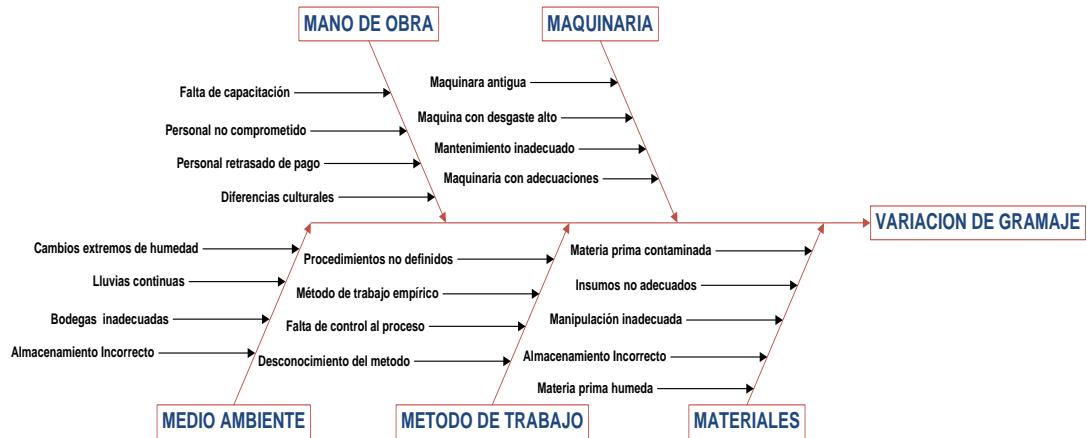 MANO DE OBRA
MAQUINARIA
Falta de capacitación
Personal no comprometido
Personal retrasado de pago
Diferencias culturales
Maquinara antigua
Maquina con desgaste alto
Mantenimiento inadecuado
Maquinaria con adecuaciones
VARIACION DE GRAMAJE
Cambios extremos de humedad
Lluvias continuas
Bodegas inadecuadas
Almacenamiento Incorrecto
Procedimientos no definidos
Método de trabajo empírico
Falta de control al proceso
Desconocimiento del metodo
Materia prima contaminada
Insumos no adecuados
Manipulación inadecuada
Almacenamiento Incorrecto
Materia prima humeda
MEDIO AMBIENTE
METODO DE TRABAJO
MATERIALES